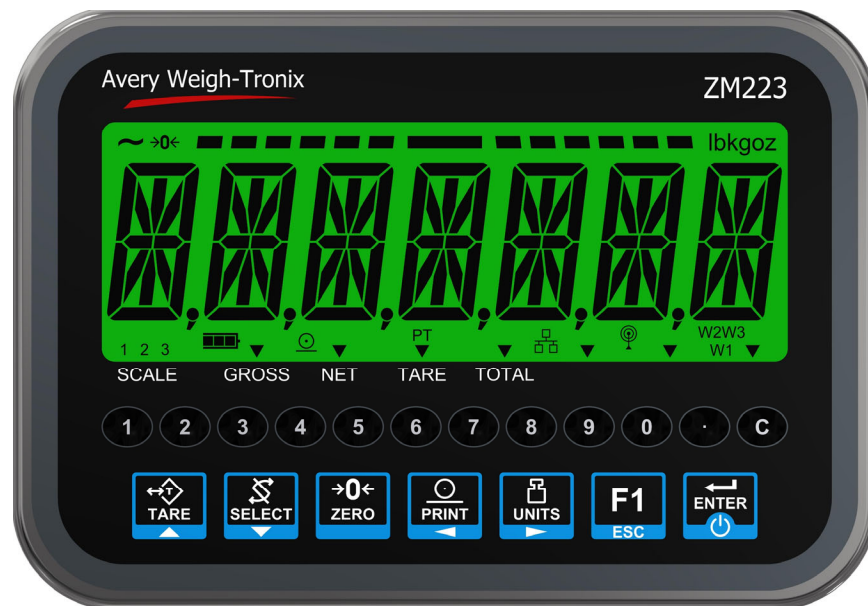 Avery Weigh-Tronix
ZM223
→0← lbkgoz
PT W2W3
1 2 3 W1
SCALE GROSS NET TARE TOTAL
1 2 3 4 5 6 7 8 9 0 . C
T 0 F1
TARE SELECT ZERO PRINT UNITS ENTER
ESC